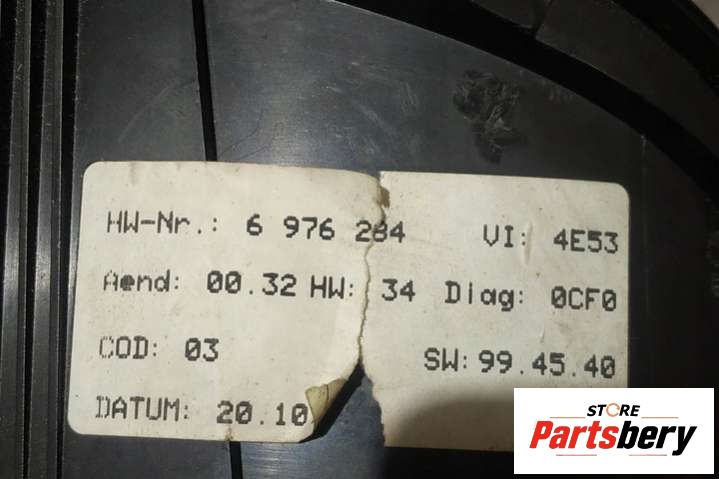 HW-Nr.: 6 976 284 VI: 4E53
Aend: 00.32 HW: 34 Diag: 0CF0
COD: 03 SW: 99.45.40
DATUM: 20.10
STORE
Partsbery